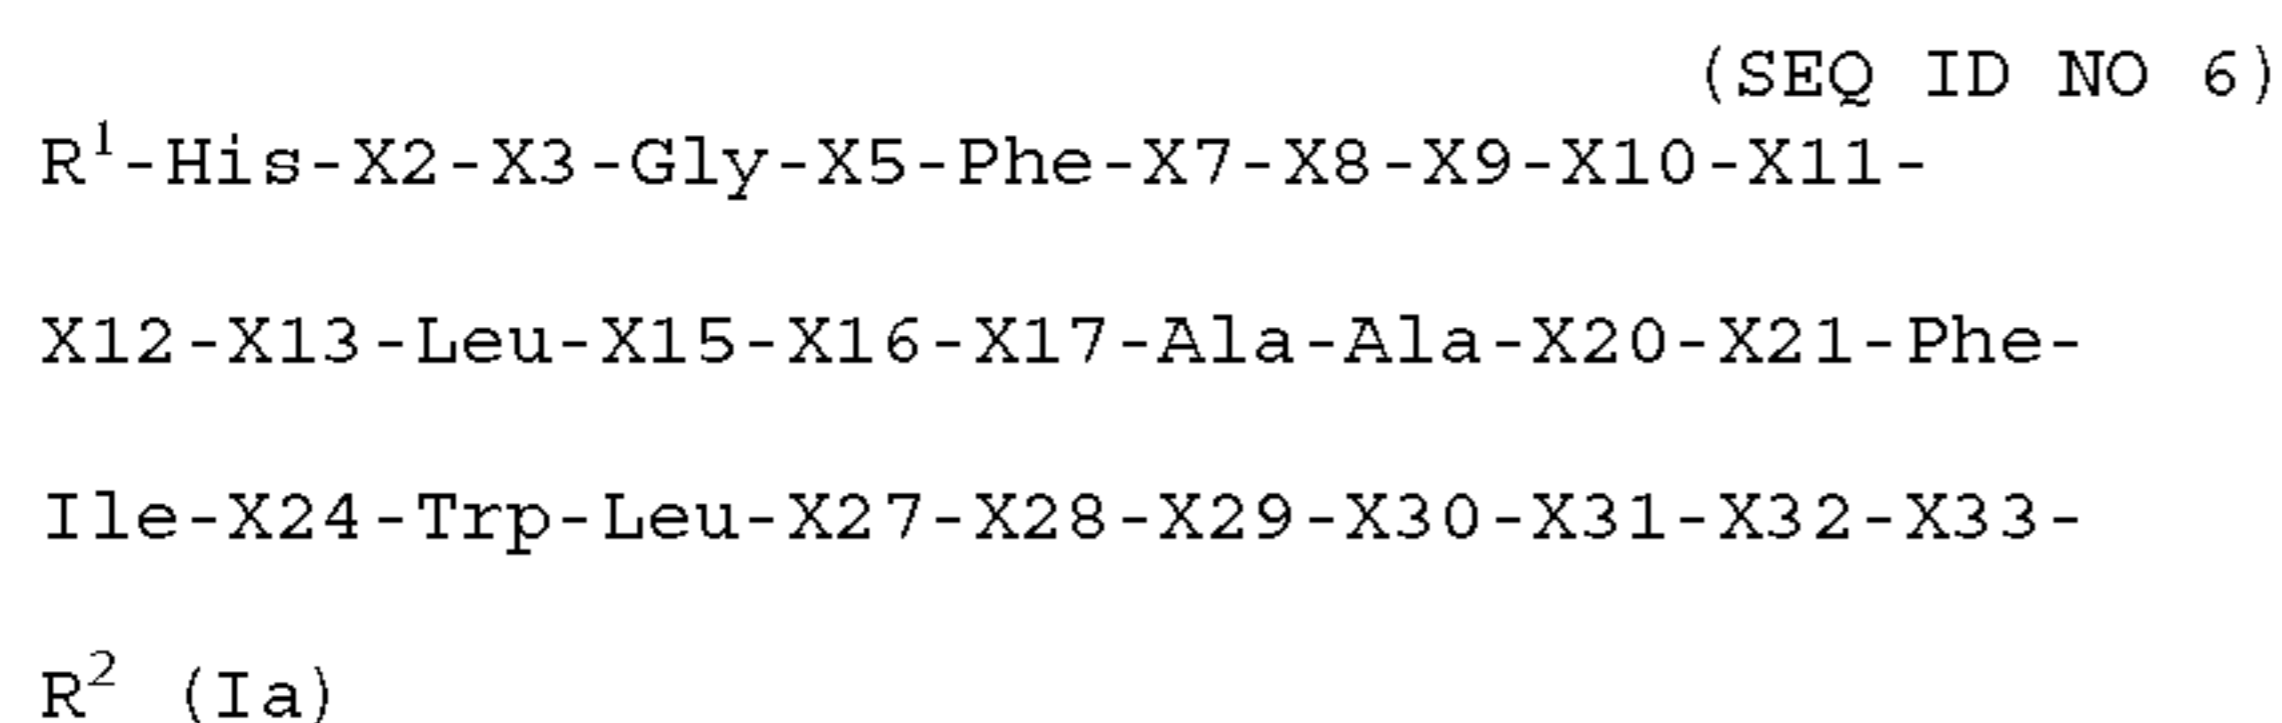 (SEQ ID NO 6)
R¹-His-X2-X3-Gly-X5-Phe-X7-X8-X9-X10-X11-
X12-X13-Leu-X15-X16-X17-Ala-Ala-X20-X21-Phe-
Ile-X24-Trp-Leu-X27-X28-X29-X30-X31-X32-X33-
R² (Ia)